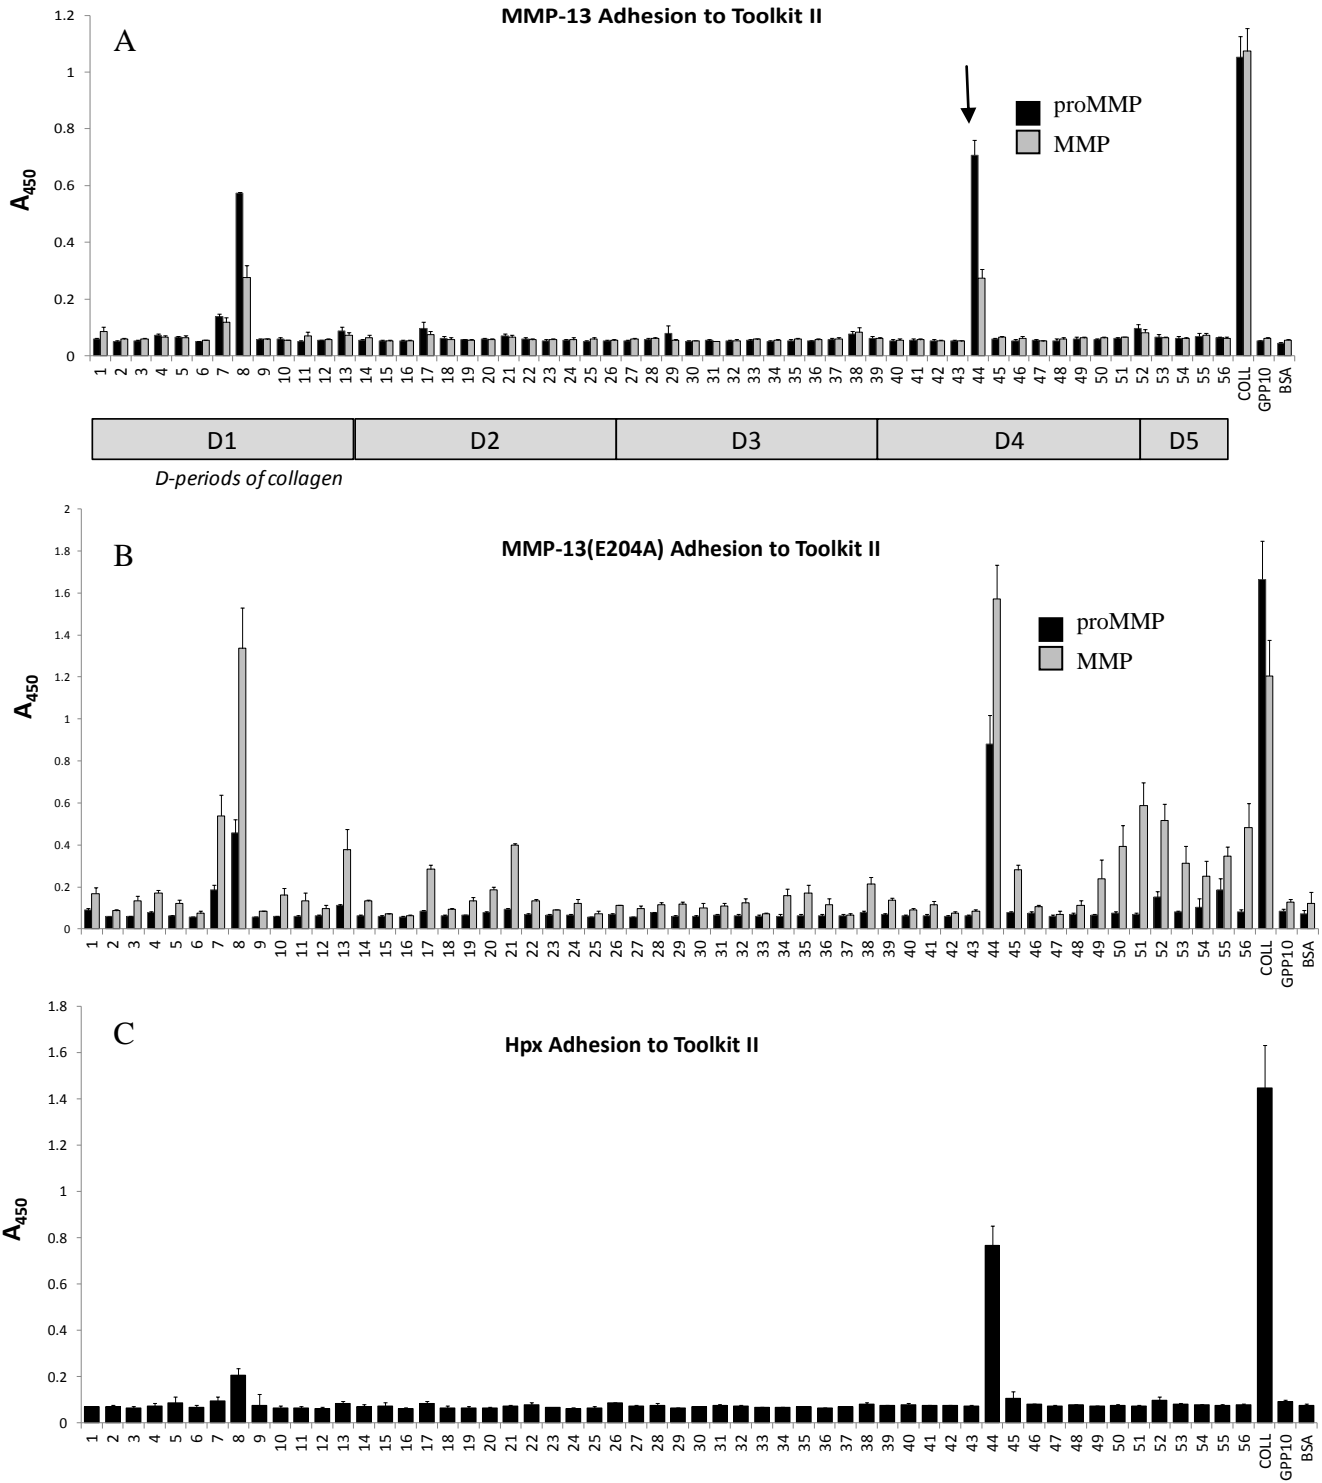 MMP-13 Adhesion to Toolkit II
A
1.2
1
0.8
0.6
0.4
0.2
0
A450
proMMP
MMP
1 2 3 4 5 6 7 8 9 10 11 12 13 14 15 16 17 18 19 20 21 22 23 24 25 26 27 28 29 30 31 32 33 34 35 36 37 38 39 40 41 42 43 44 45 46 47 48 49 50 51 52 53 54 55 56 COLL GPP10 BSA
D1 D2 D3 D4 D5
D-periods of collagen
B
MMP-13(E204A) Adhesion to Toolkit II
2
1.8
1.6
1.4
1.2
1
0.8
0.6
0.4
0.2
0
A450
proMMP
MMP
1 2 3 4 5 6 7 8 9 10 11 12 13 14 15 16 17 18 19 20 21 22 23 24 25 26 27 28 29 30 31 32 33 34 35 36 37 38 39 40 41 42 43 44 45 46 47 48 49 50 51 52 53 54 55 56 COLL GPP10 BSA
C
Hpx Adhesion to Toolkit II
1.8
1.6
1.4
1.2
1
0.8
0.6
0.4
0.2
0
A450
1 2 3 4 5 6 7 8 9 10 11 12 13 14 15 16 17 18 19 20 21 22 23 24 25 26 27 28 29 30 31 32 33 34 35 36 37 38 39 40 41 42 43 44 45 46 47 48 49 50 51 52 53 54 55 56 COLL GPP10 BSA